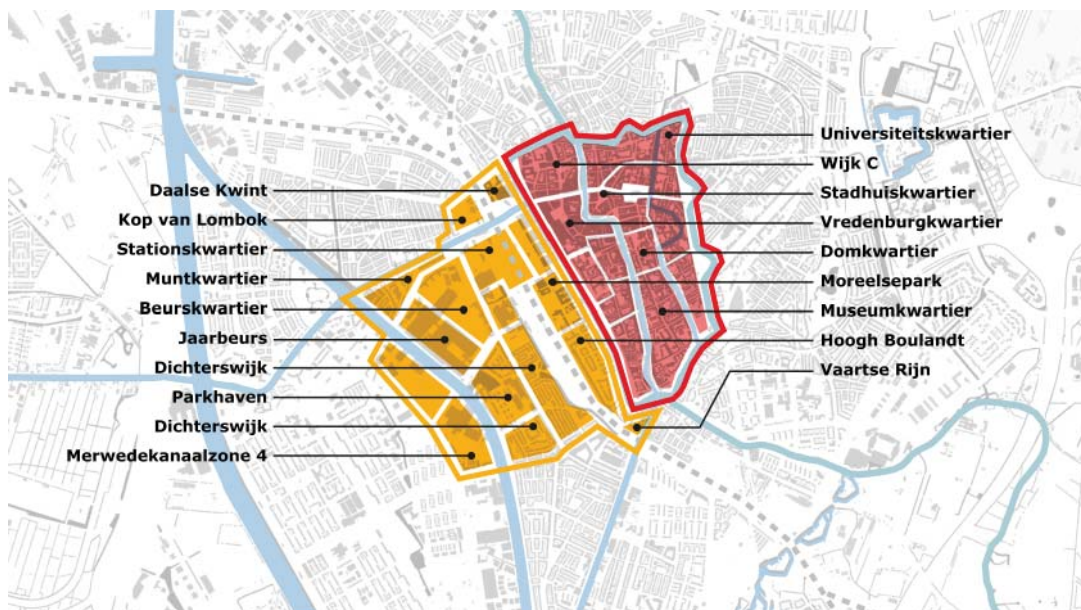 Daalse Kwint
Kop van Lombok
Stationskwartier
Muntkwartier
Beurskwartier
Jaarbeurs
Dichterswijk
Parkhaven
Dichterswijk
Merwedekanaalzone 4
Universiteitskwartier
Wijk C
Stadhuiskwartier
Vredenburgkwartier
Domkwartier
Moreelsepark
Museumkwartier
Hoogh Boulandt
Vaartse Rijn